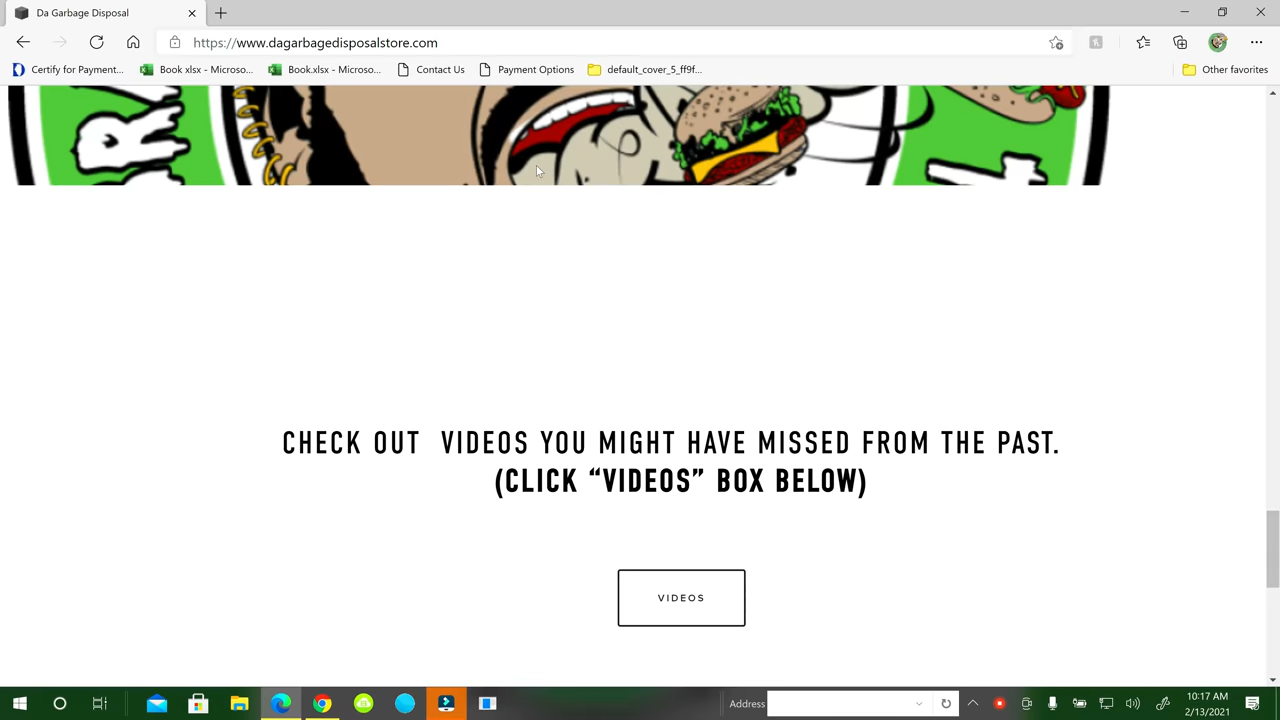 Da Garbage Disposal
https://www.dagarbagedisposalstore.com
Certify for Payment...
Book xlsx - Microso...
Book.xlsx - Microso...
Contact Us
Payment Options
default_cover_5_ff9f...
Other favorites
CHECK OUT VIDEOS YOU MIGHT HAVE MISSED FROM THE PAST.
(CLICK “VIDEOS” BOX BELOW)
VIDEOS
Address
10:17 AM
2/13/2021